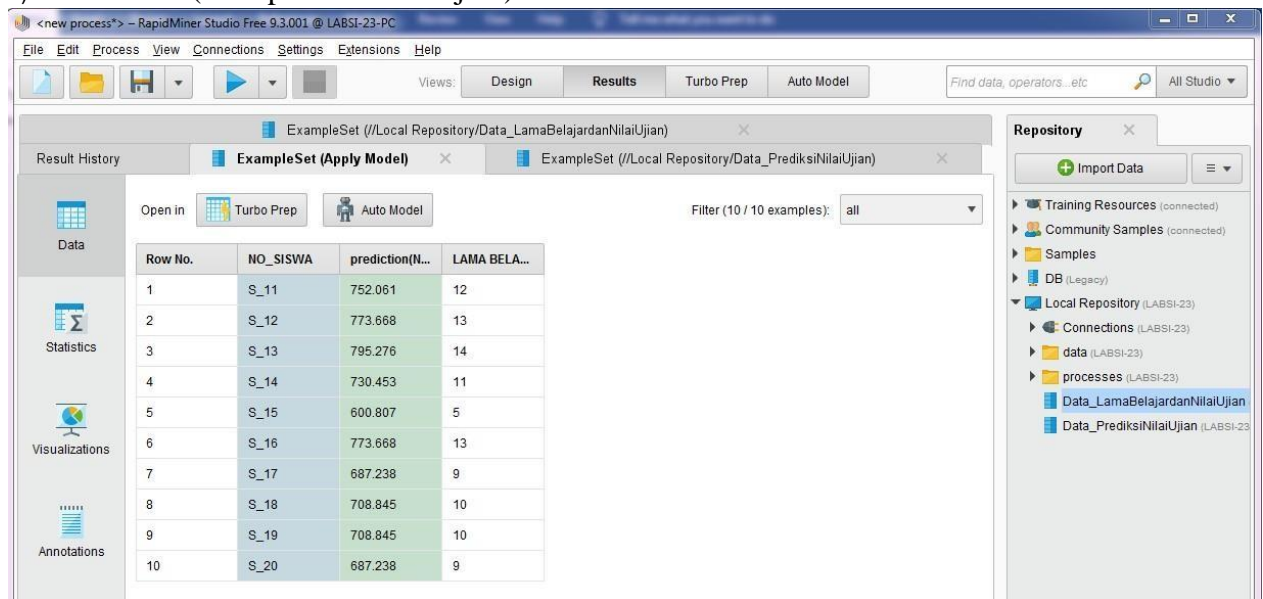 <new process*> – RapidMiner Studio Free 9.3.001 @ LABSI-23-PC
File Edit Process View Connections Settings Extensions Help
Views: Design Results Turbo Prep Auto Model Find data, operators...etc All Studio
ExampleSet (//Local Repository/Data_LamaBelajardanNilaiUjian)
Result History ExampleSet (Apply Model) ExampleSet (//Local Repository/Data_PrediksiNilaiUjian)
Open in Turbo Prep Auto Model Filter (10 / 10 examples): all
Data
Statistics
Visualizations
Annotations
Row No. NO_SISWA prediction(N... LAMA BELA...
1 S_11 752.061 12
2 S_12 773.668 13
3 S_13 795.276 14
4 S_14 730.453 11
5 S_15 600.807 5
6 S_16 773.668 13
7 S_17 687.238 9
8 S_18 708.845 10
9 S_19 708.845 10
10 S_20 687.238 9
Repository
Import Data
Training Resources (connected)
Community Samples (connected)
Samples
DB (Legacy)
Local Repository (LABSI-23)
Connections (LABSI-23)
data (LABSI-23)
processes (LABSI-23)
Data_LamaBelajardanNilaiUjian
Data_PrediksiNilaiUjian (LABSI-23